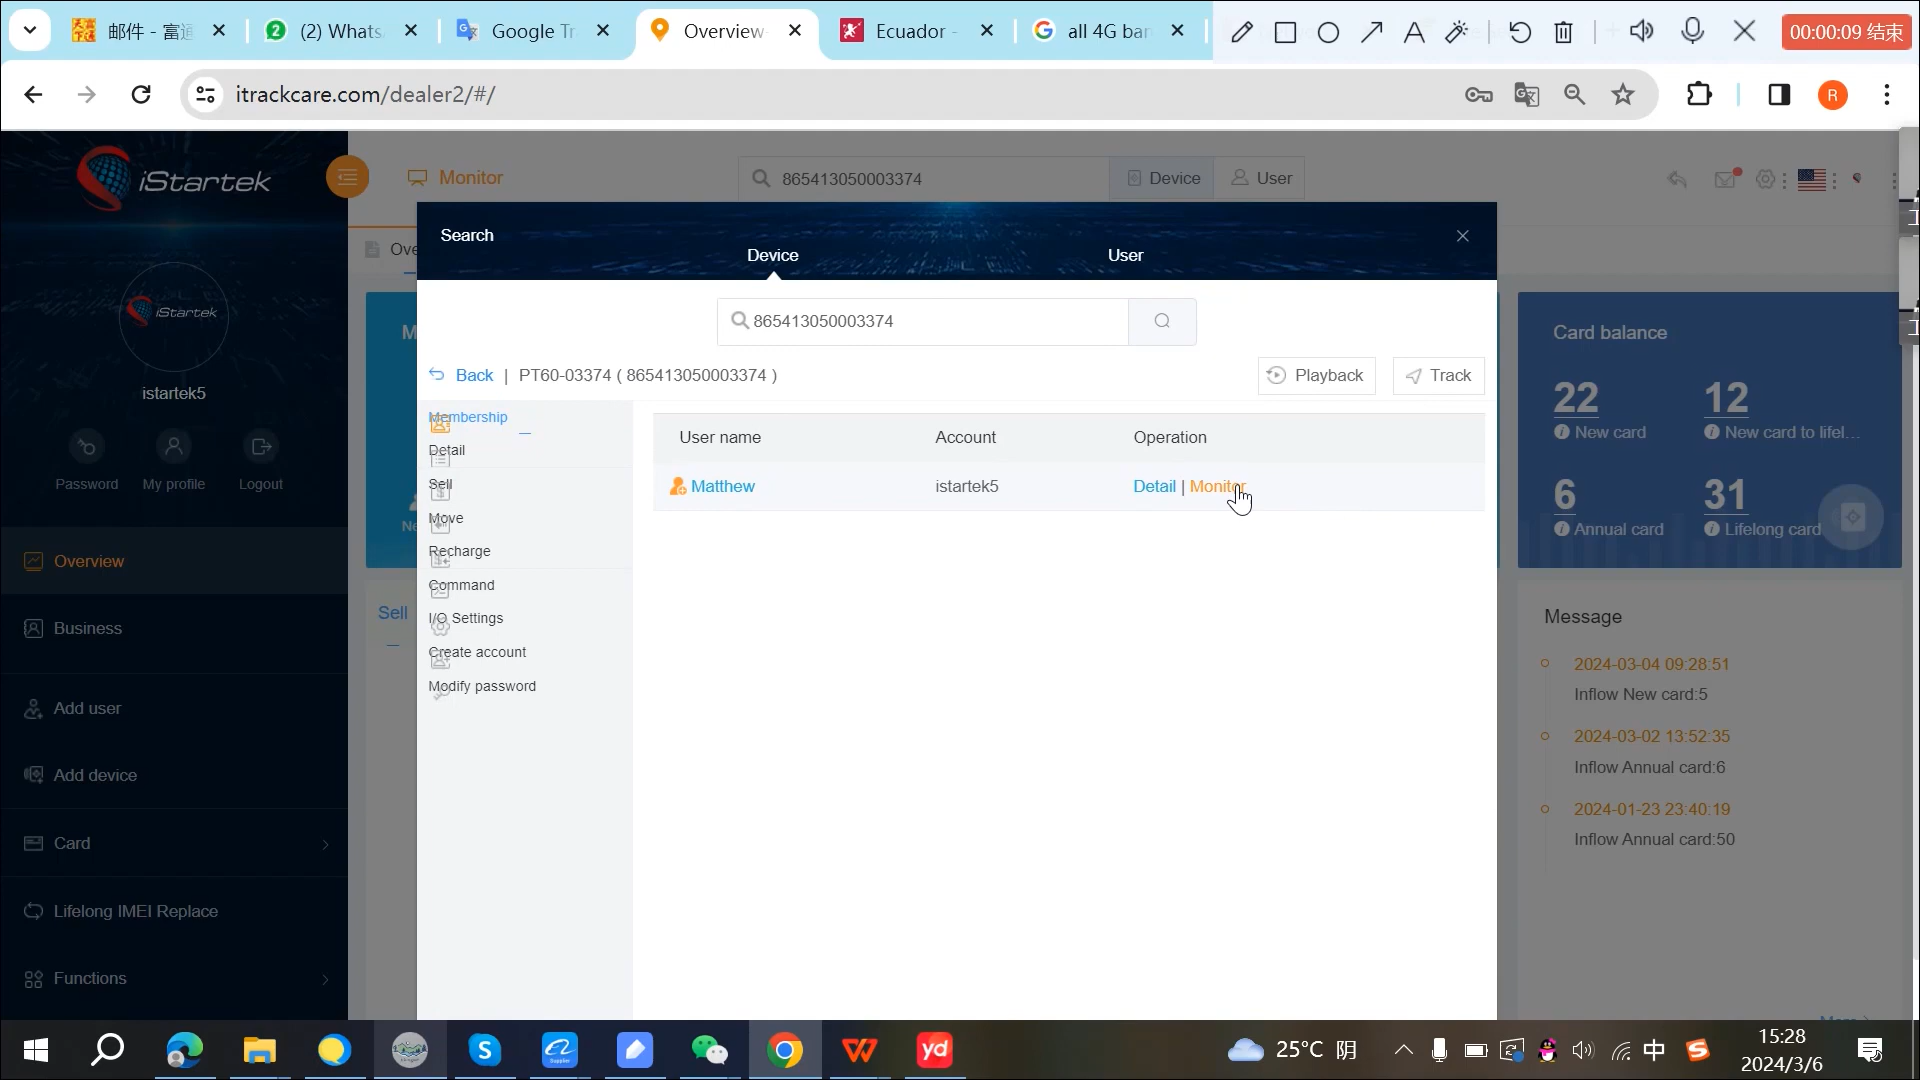 邮件 - 富通
(2) Whats
Google Tr
Overview-
Ecuador -
all 4G ban
00:00:09 结束
itrackcare.com/dealer2/#/
R
iStartek
Monitor
865413050003374
Device
User
Search
Device
User
865413050003374
Back | PT60-03374 ( 865413050003374 )
Playback
Track
iStartek
istartek5
Password
My profile
Logout
Overview
Business
Add user
Add device
Card
Lifelong IMEI Replace
Functions
Ove
M
Ne
Sell
Membership
Detail
Sell
Move
Recharge
Command
I/O Settings
Create account
Modify password
User name Account Operation
Matthew istartek5 Detail | Monitor
Card balance
22 12
New card New card to lifel...
6 31
Annual card Lifelong card
Message
2024-03-04 09:28:51
Inflow New card:5
2024-03-02 13:52:35
Inflow Annual card:6
2024-01-23 23:40:19
Inflow Annual card:50
25°C 阴
中
15:28
2024/3/6
yd